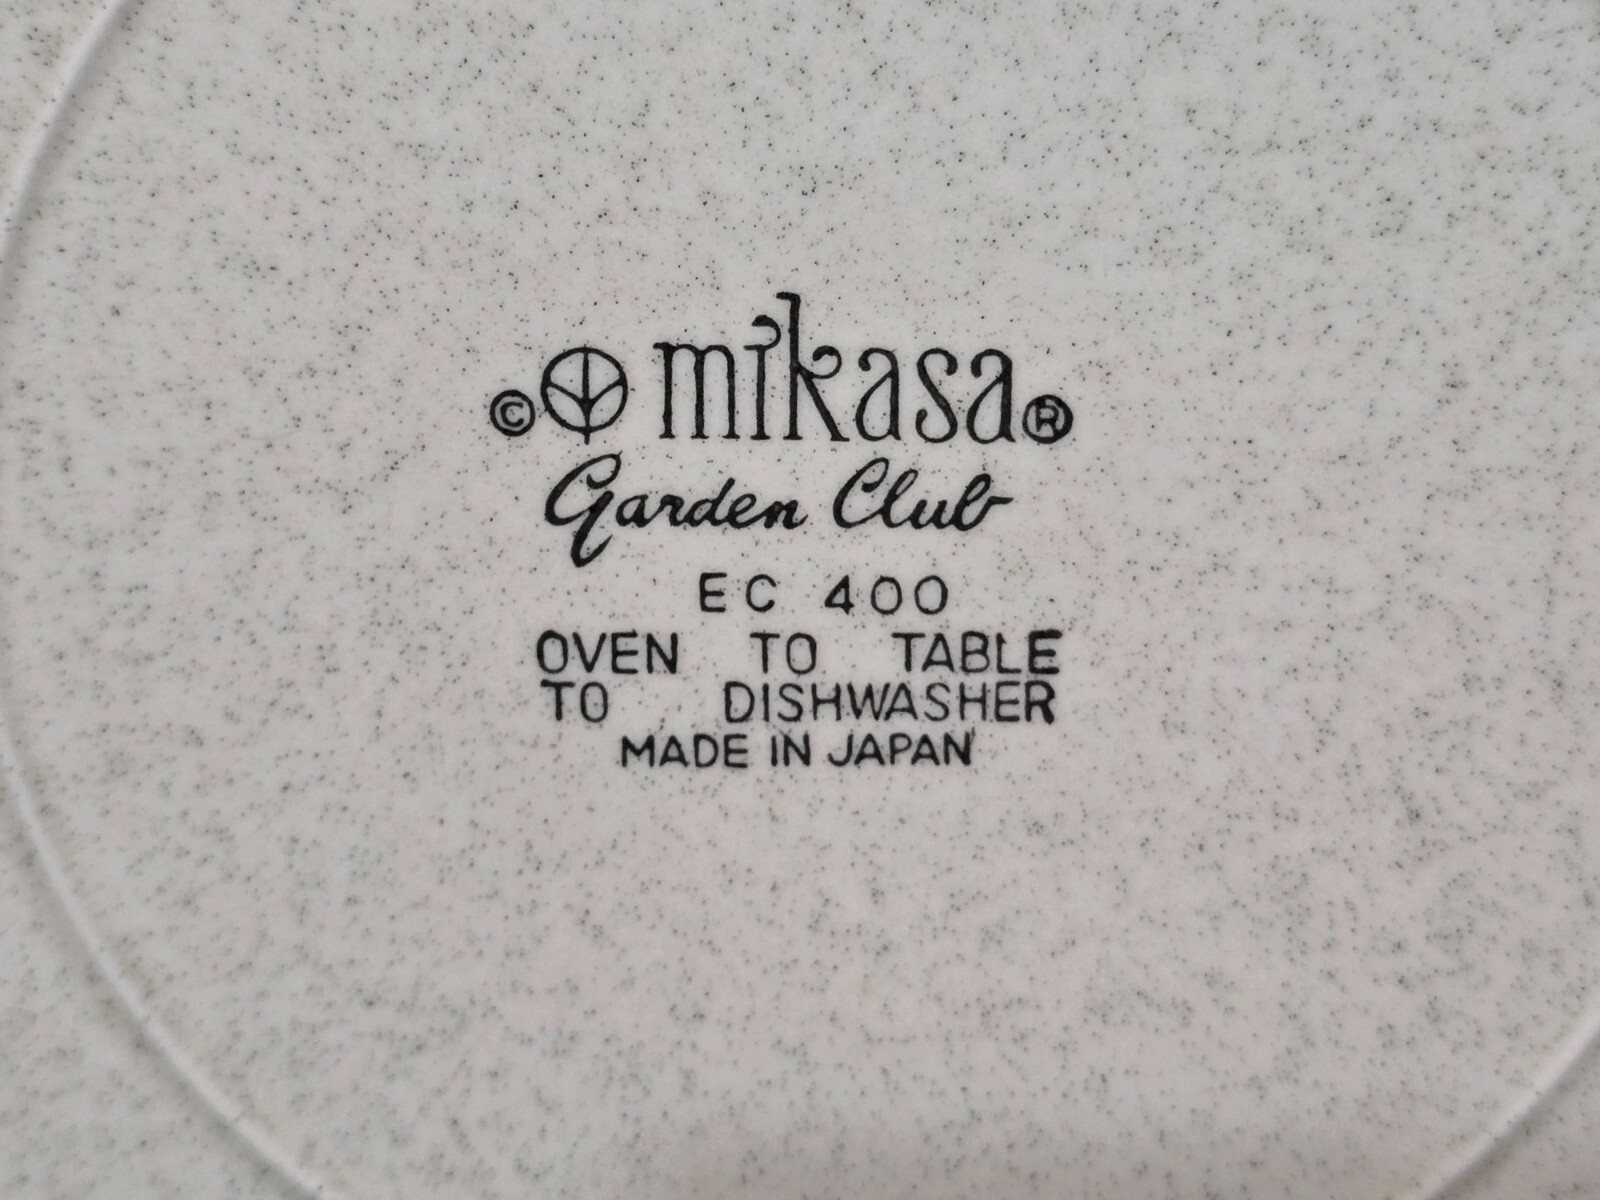 © mikasa®
Garden Club
EC 400
OVEN TO TABLE
TO DISHWASHER
MADE IN JAPAN